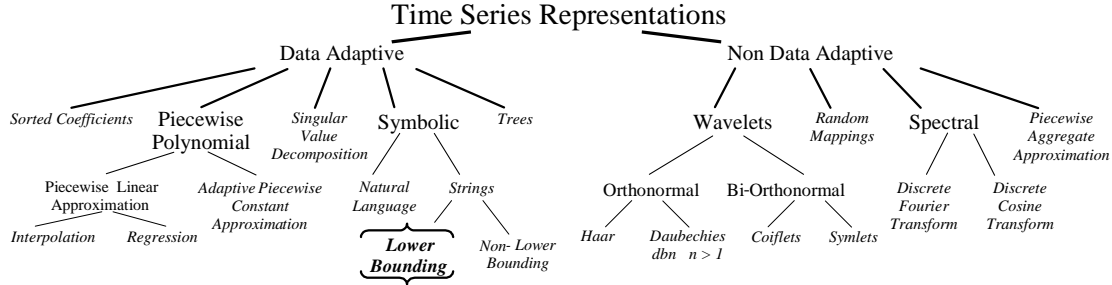 Time Series Representations
Data Adaptive
Non Data Adaptive
Sorted Coefficients
Piecewise
Polynomial
Singular
Value
Decomposition
Symbolic
Trees
Wavelets
Random
Mappings
Spectral
Piecewise
Aggregate
Approximation
Piecewise Linear
Approximation
Adaptive Piecewise
Constant
Approximation
Natural
Language
Strings
Orthonormal
Bi-Orthonormal
Discrete
Fourier
Transform
Discrete
Cosine
Transform
Interpolation
Regression
Lower
Bounding
Non- Lower
Bounding
Haar
Daubechies
dbn n > 1
Coiflets
Symlets